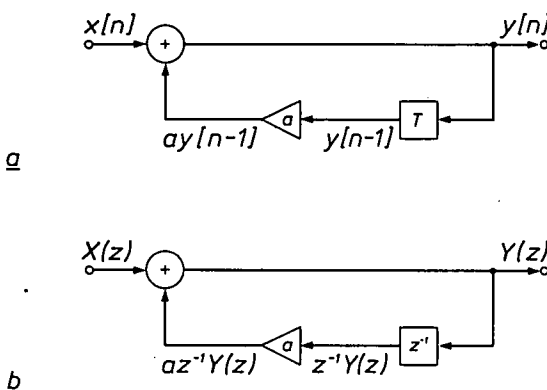 x[n] + y[n]
ay[n-1] a y[n-1] T
a
X(z) + Y(z)
az⁻¹Y(z) a z⁻¹Y(z) z⁻¹
b